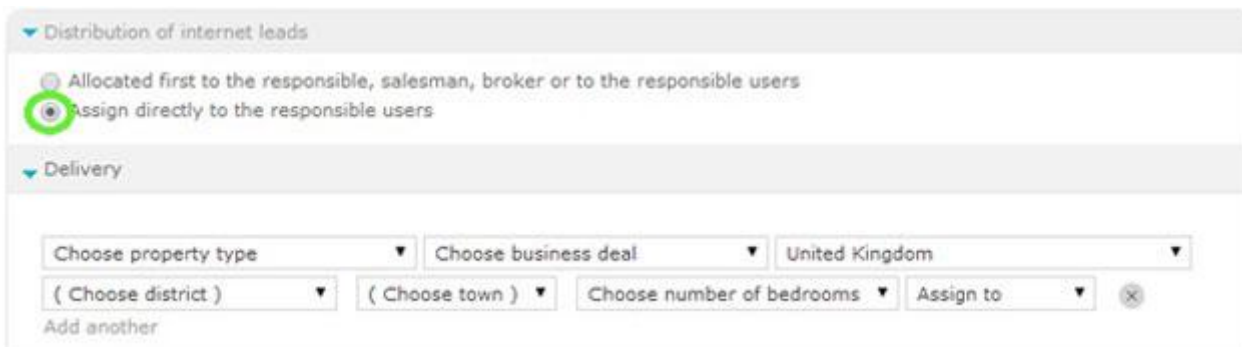 Distribution of internet leads
Allocated first to the responsible, salesman, broker or to the responsible users
Assign directly to the responsible users
Delivery
Choose property type Choose business deal United Kingdom
( Choose district ) ( Choose town ) Choose number of bedrooms Assign to
Add another